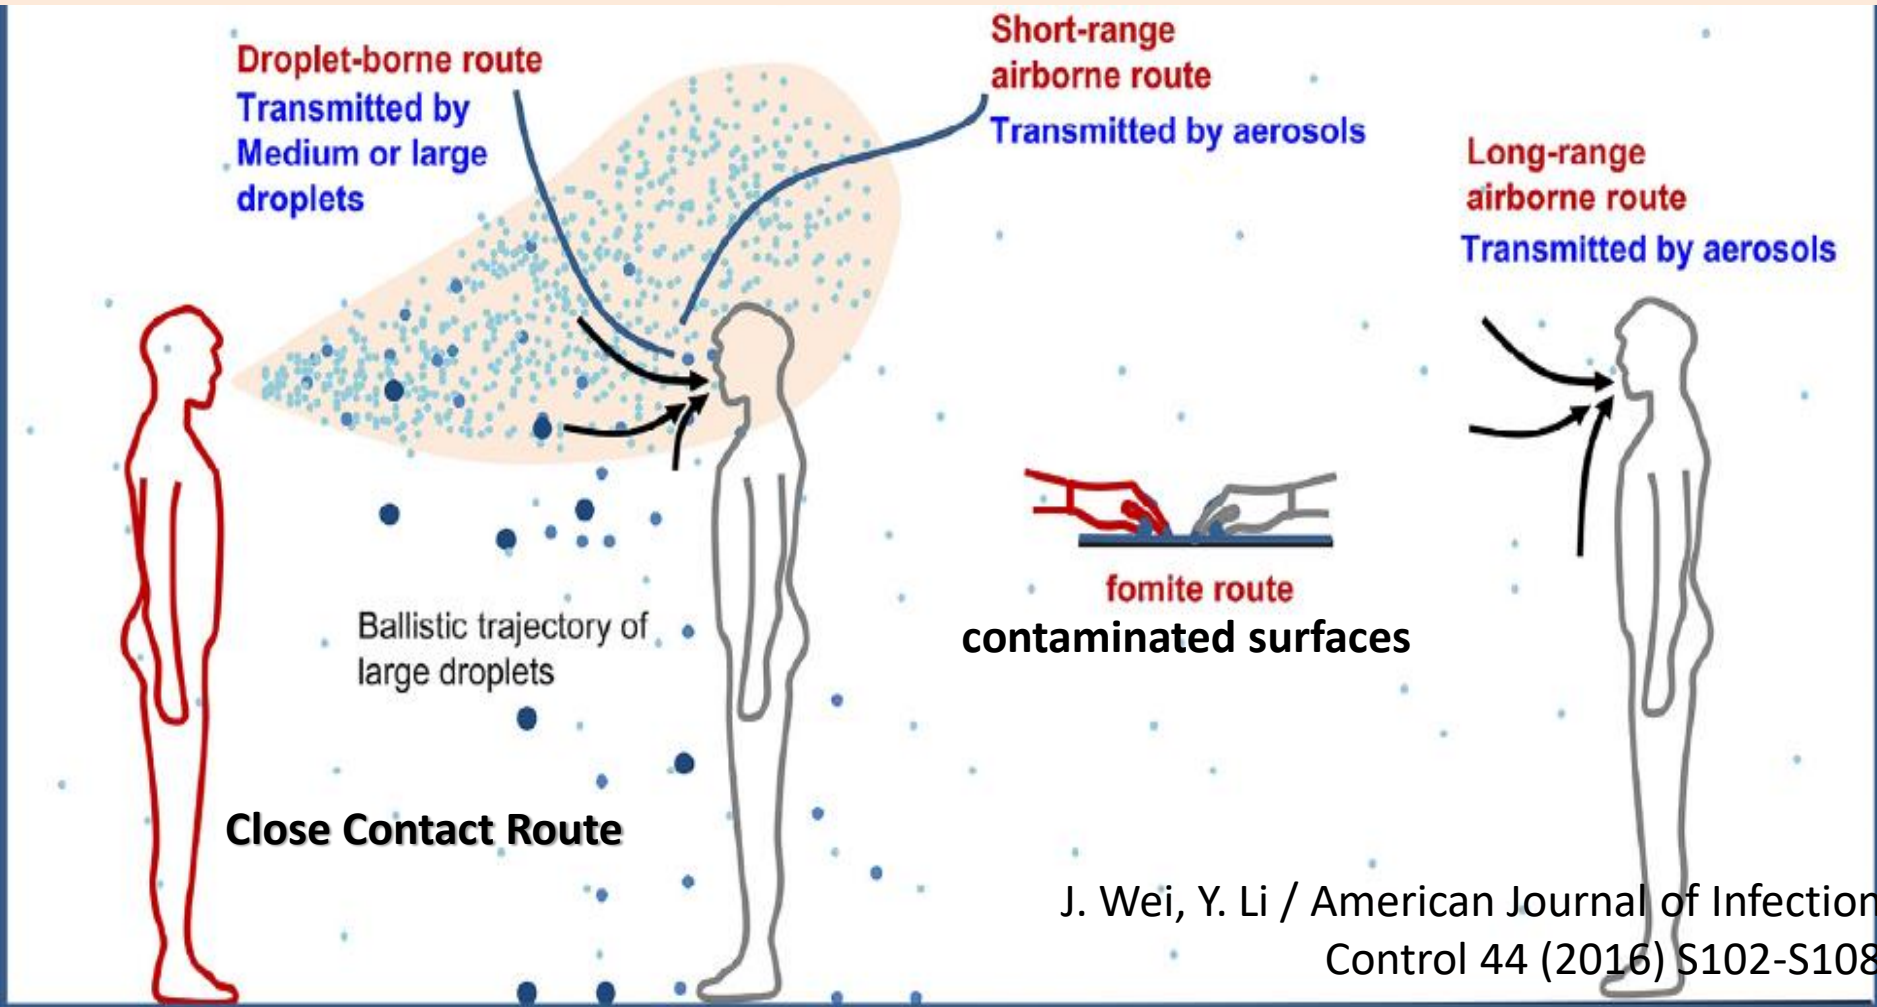 Droplet-borne route
Transmitted by
Medium or large
droplets
Short-range
airborne route
Transmitted by aerosols
Long-range
airborne route
Transmitted by aerosols
Ballistic trajectory of
large droplets
fomite route
contaminated surfaces
Close Contact Route
J. Wei, Y. Li / American Journal of Infection
Control 44 (2016) S102-S108